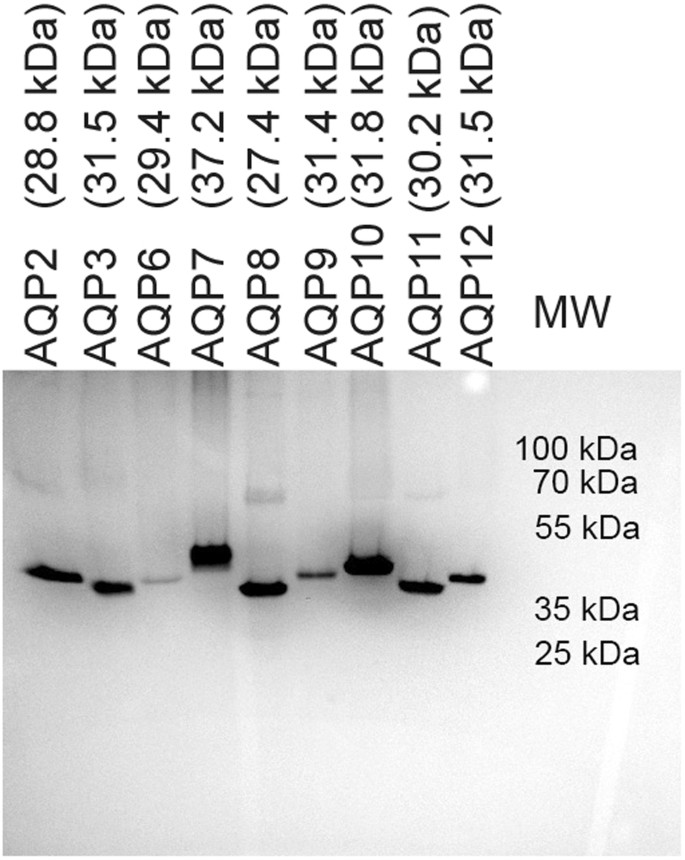 AQP2 (28.8 kDa)
AQP3 (31.5 kDa)
AQP6 (29.4 kDa)
AQP7 (37.2 kDa)
AQP8 (27.4 kDa)
AQP9 (31.4 kDa)
AQP10 (31.8 kDa)
AQP11 (30.2 kDa)
AQP12 (31.5 kDa)
MW
100 kDa
70 kDa
55 kDa
35 kDa
25 kDa